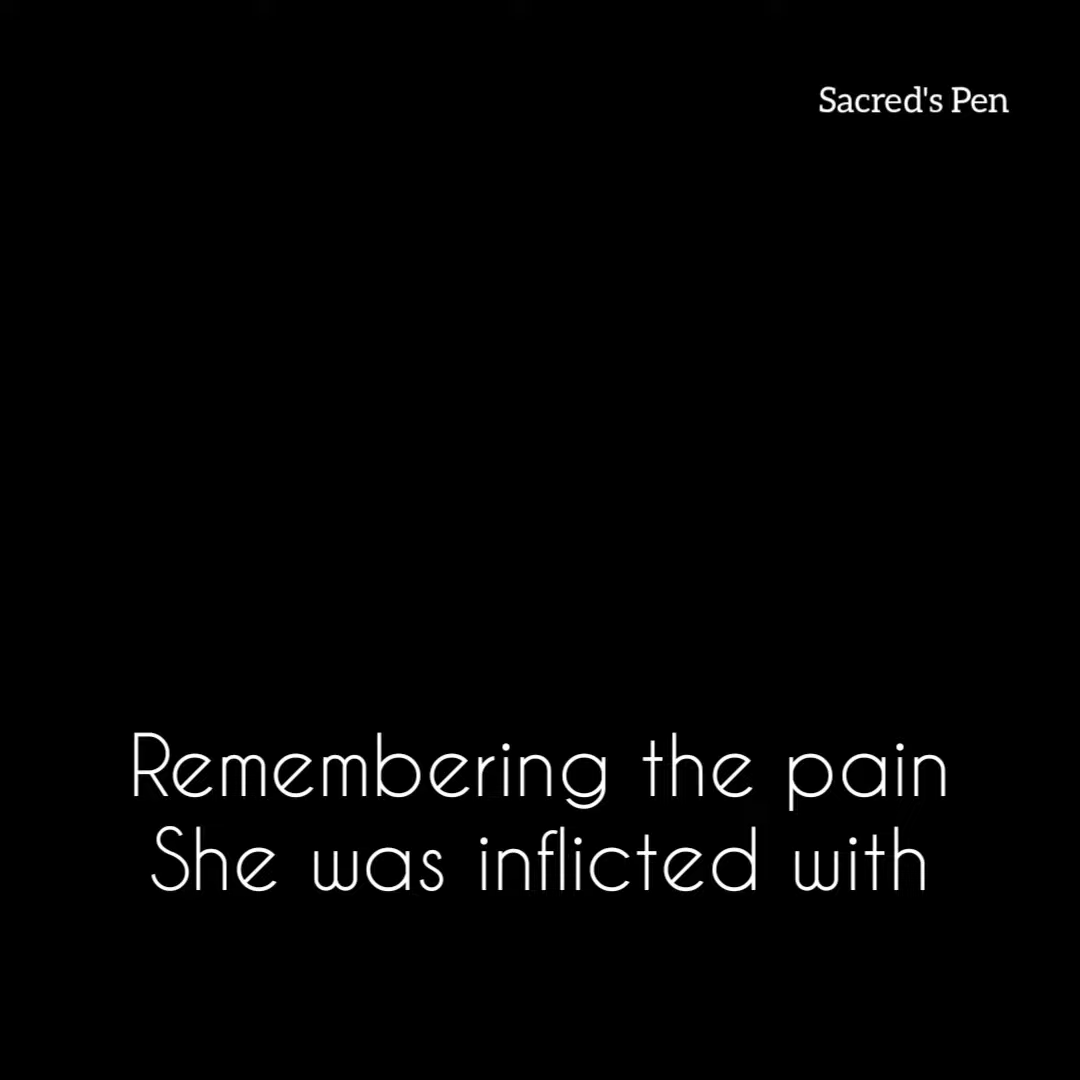 Sacred's Pen
Remembering the pain
She was inflicted with